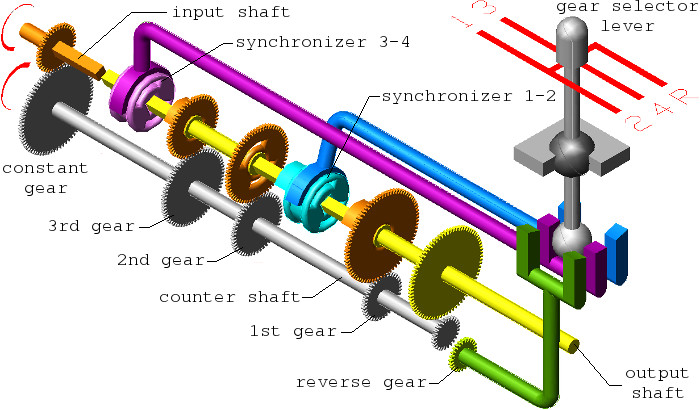 input shaft
gear selector
lever
synchronizer 3-4
synchronizer 1-2
3
1
2
4
R
constant
gear
3rd gear
2nd gear
counter shaft
1st gear
reverse gear
output
shaft